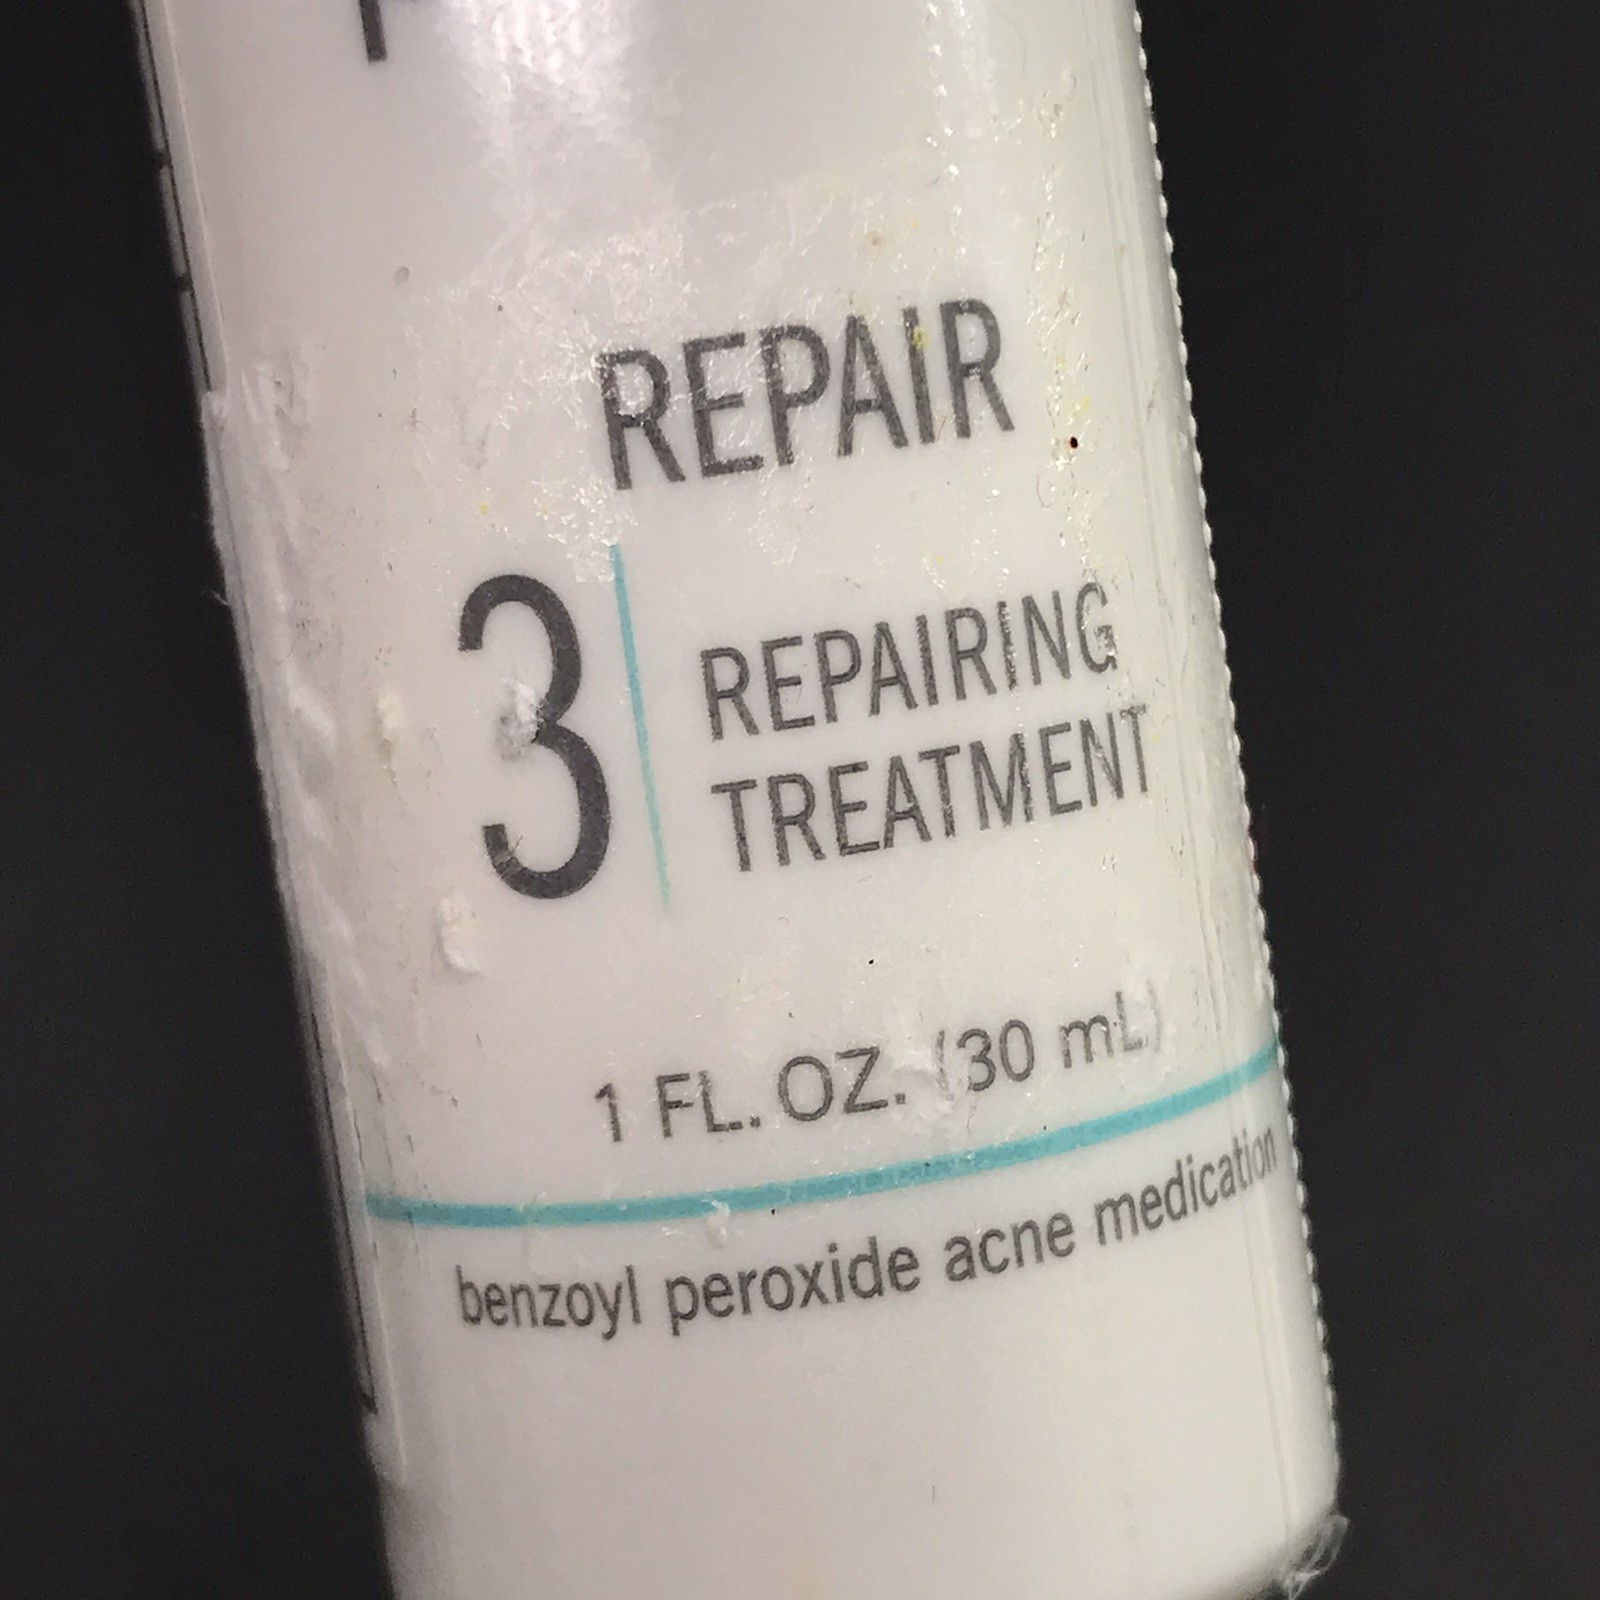 REPAIR
3
REPAIRING
TREATMENT
1 FL. OZ. (30 mL)
benzoyl peroxide acne medication